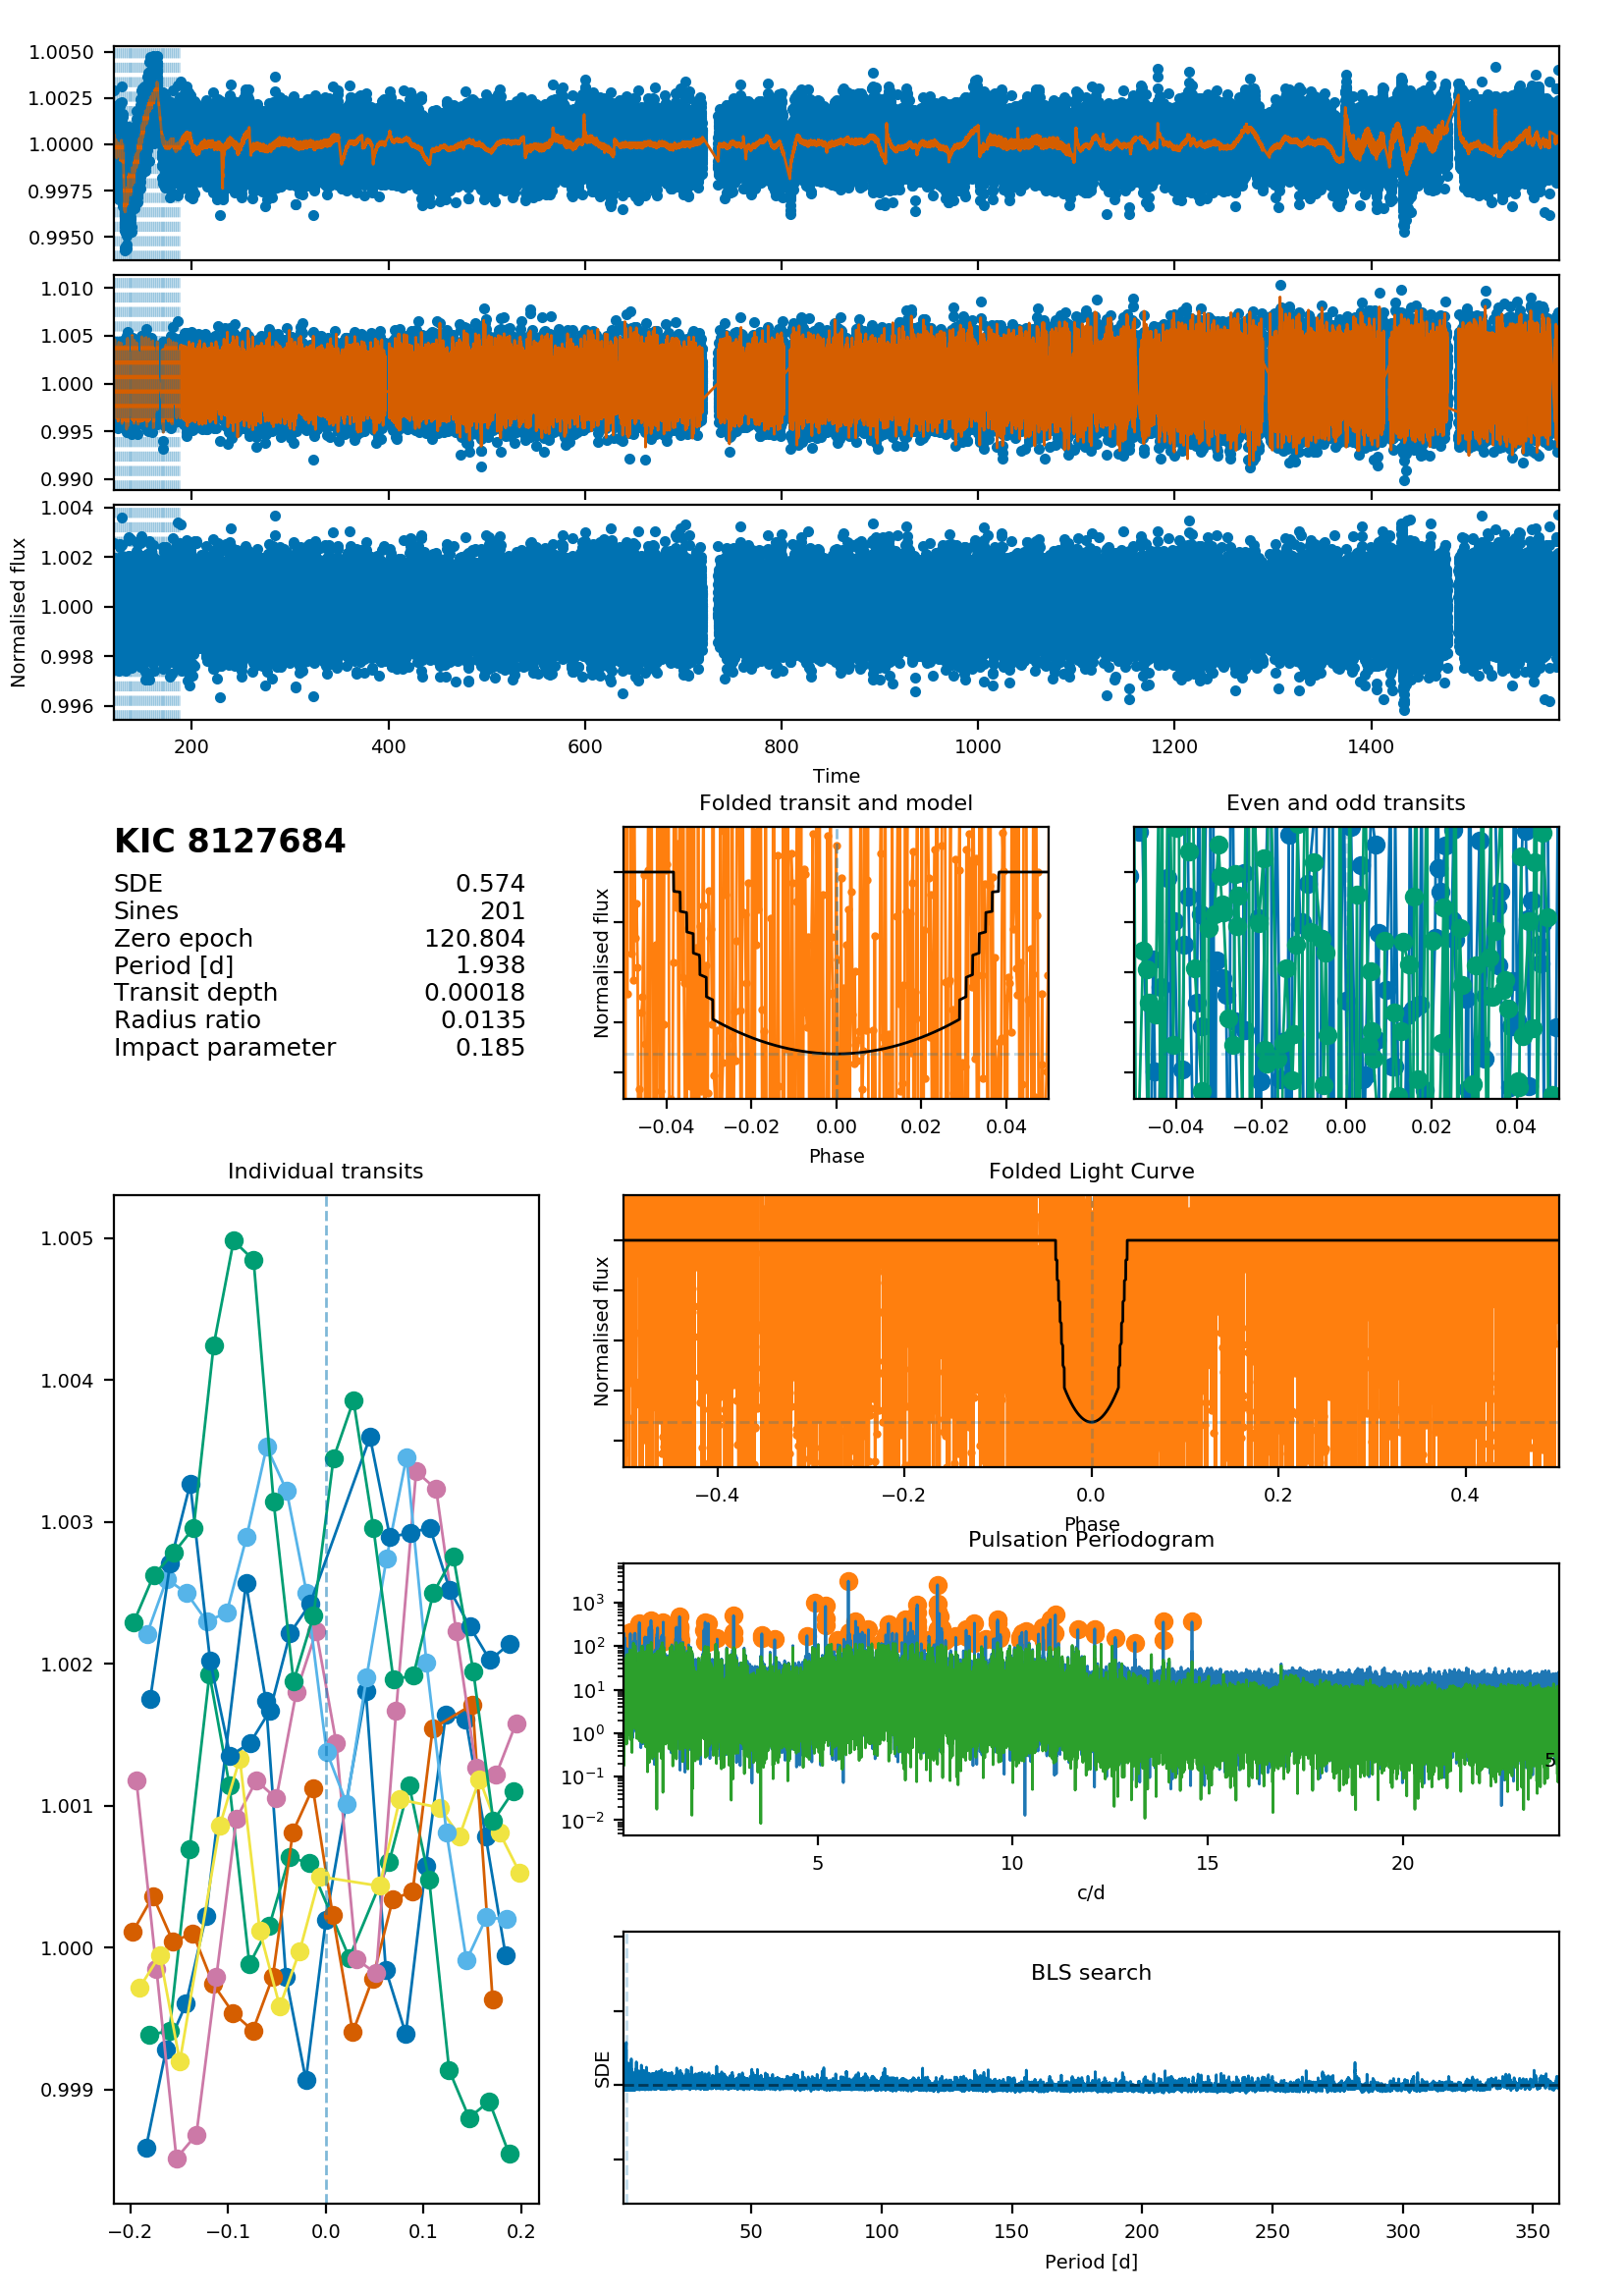 1.0050
1.0025
1.0000
0.9975
0.9950
1.010
1.005
1.000
0.995
0.990
1.004
1.002
1.000
0.998
0.996
Normalised flux
200 400 600 800 1000 1200 1400
Time
KIC 8127684
SDE 0.574
Sines 201
Zero epoch 120.804
Period [d] 1.938
Transit depth 0.00018
Radius ratio 0.0135
Impact parameter 0.185
Folded transit and model
Normalised flux
−0.04 −0.02 0.00 0.02 0.04
Phase
Even and odd transits
−0.04 −0.02 0.00 0.02 0.04
Individual transits
1.005
1.004
1.003
1.002
1.001
1.000
0.999
−0.2 −0.1 0.0 0.1 0.2
Folded Light Curve
Normalised flux
−0.4 −0.2 0.0 0.2 0.4
Phase
Pulsation Periodogram
10³
10²
10¹
10⁰
10⁻¹
10⁻²
5
5 10 15 20
c/d
BLS search
SDE
50 100 150 200 250 300 350
Period [d]